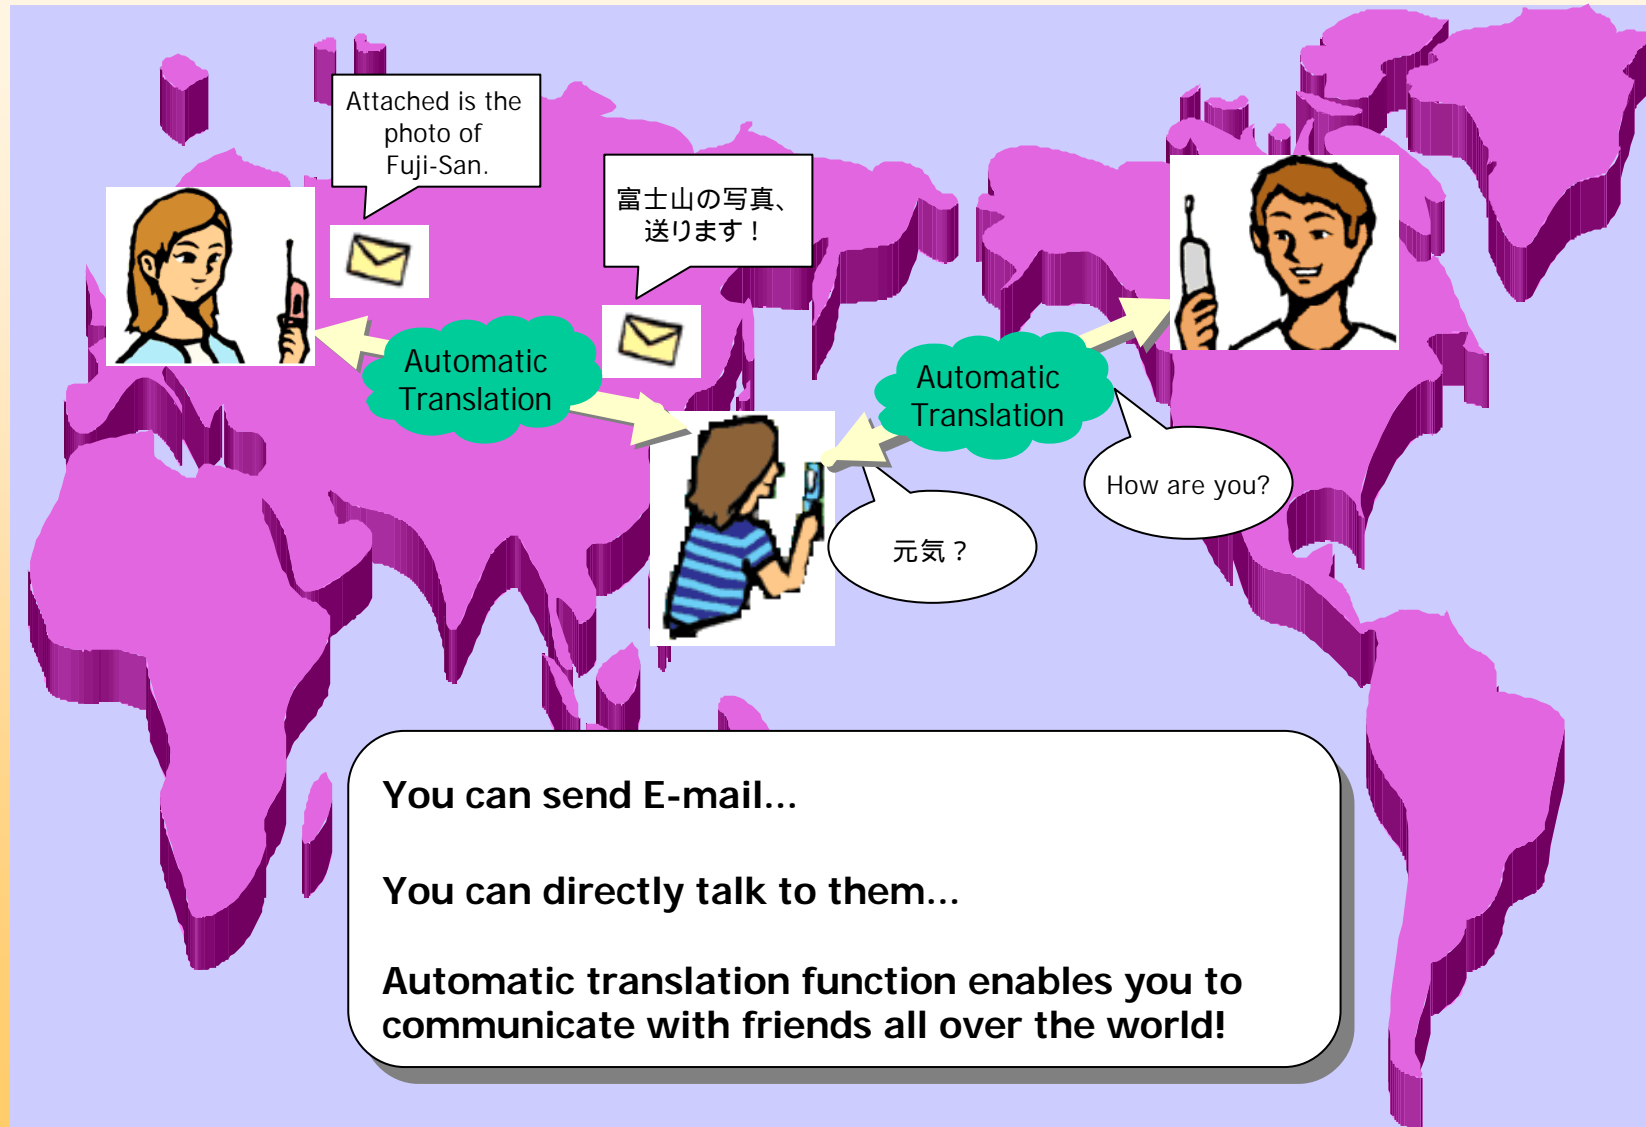 Attached is the
photo of
Fuji-San.
富士山の写真、
送ります！
Automatic
Translation
Automatic
Translation
How are you?
元気？
You can send E-mail...
You can directly talk to them...
Automatic translation function enables you to
communicate with friends all over the world!